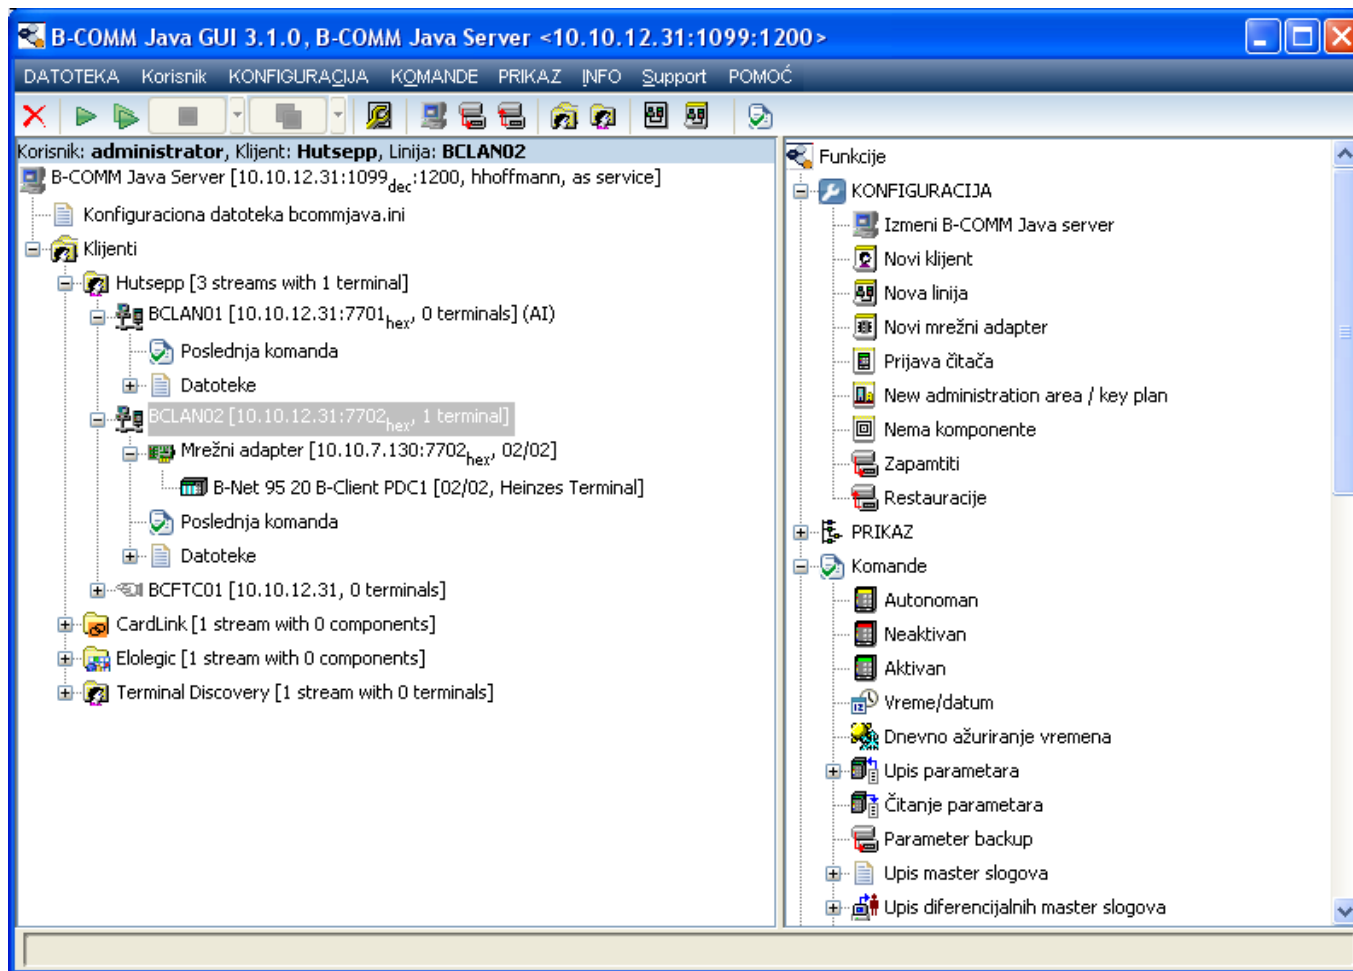 B-COMM Java GUI 3.1.0, B-COMM Java Server <10.10.12.31:1099:1200>
DATOTEKA Korisnik KONFIGURACIJA KOMANDE PRIKAZ INFO Support POMOĆ
Korisnik: administrator, Klijent: Hutsepp, Linija: BCLAN02
B-COMM Java Server [10.10.12.31:1099dec:1200, hhoffmann, as service]
Konfiguraciona datoteka bcommjava.ini
Klijenti
Hutsepp [3 streams with 1 terminal]
BCLAN01 [10.10.12.31:7701hex, 0 terminals] (AI)
Poslednja komanda
Datoteke
BCLAN02 [10.10.12.31:7702hex, 1 terminal]
Mrežni adapter [10.10.7.130:7702hex, 02/02]
B-Net 95 20 B-Client PDC1 [02/02, Heinzes Terminal]
Poslednja komanda
Datoteke
BCFTC01 [10.10.12.31, 0 terminals]
CardLink [1 stream with 0 components]
Elolegic [1 stream with 0 components]
Terminal Discovery [1 stream with 0 terminals]
Funkcije
KONFIGURACIJA
Izmeni B-COMM Java server
Novi klijent
Nova linija
Novi mrežni adapter
Prijava čitača
New administration area / key plan
Nema komponente
Zapamtiti
Restauracije
PRIKAZ
Komande
Autonoman
Neaktivan
Aktivan
Vreme/datum
Dnevno ažuriranje vremena
Upis parametara
Čitanje parametara
Parameter backup
Upis master slogova
Upis diferencijalnih master slogova